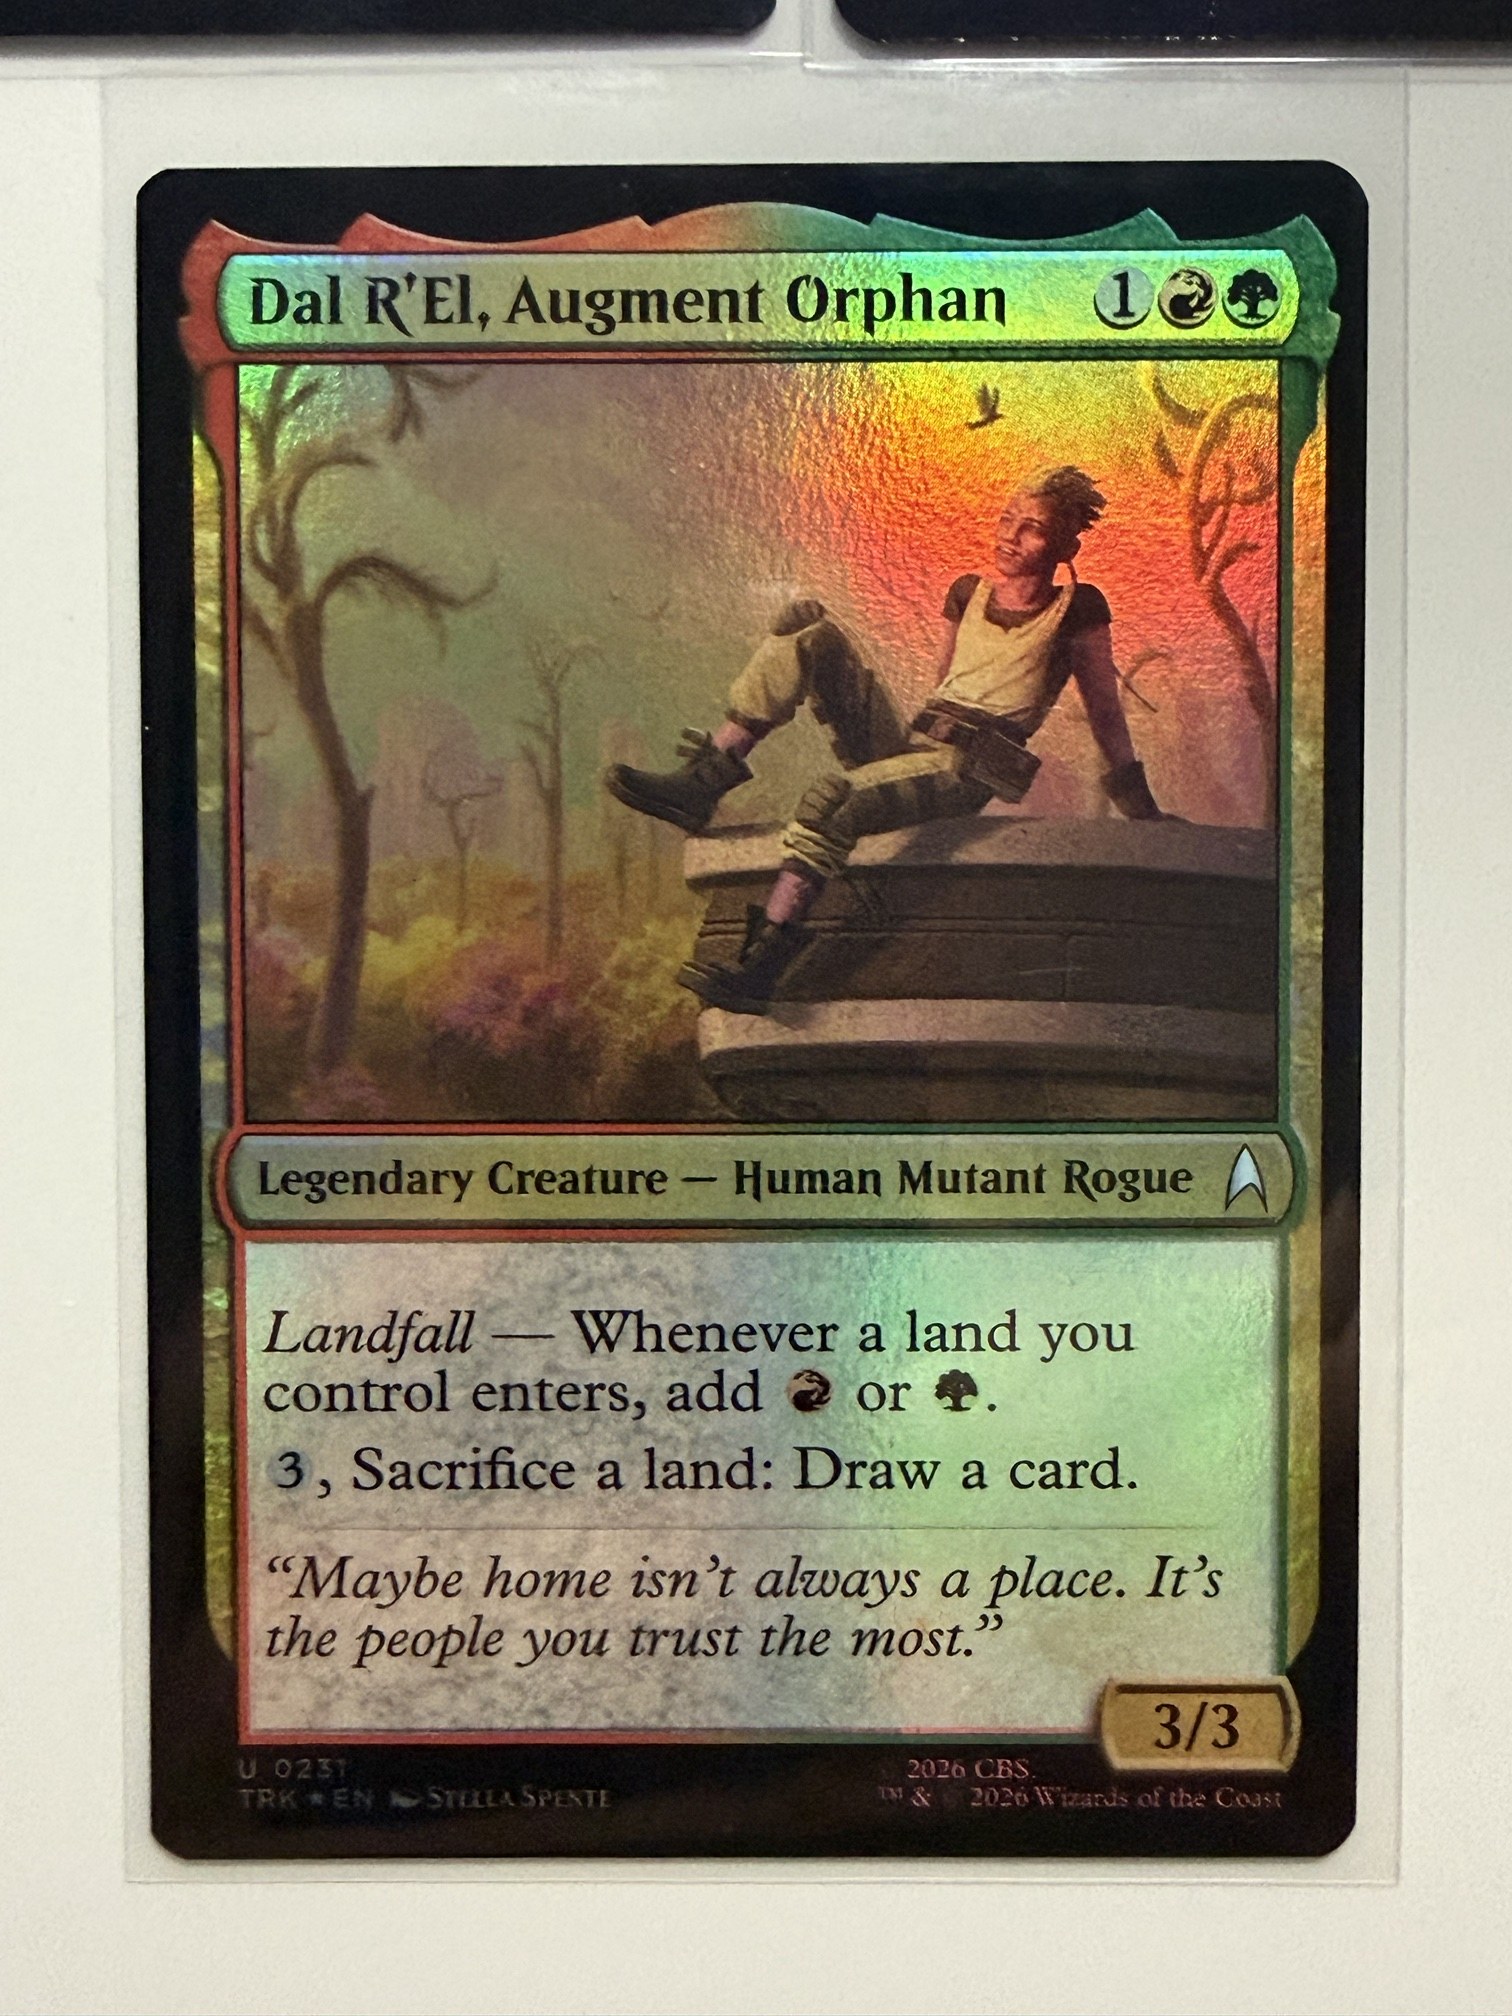 Dal R'El, Augment Orphan 1
Legendary Creature — Human Mutant Rogue
Landfall — Whenever a land you
control enters, add or .
3, Sacrifice a land: Draw a card.
“Maybe home isn’t always a place. It’s
the people you trust the most.”
3/3
U 0231
TRK ★ EN STELLA SPENTE
© 2026 CBS.
™ & © 2026 Wizards of the Coast